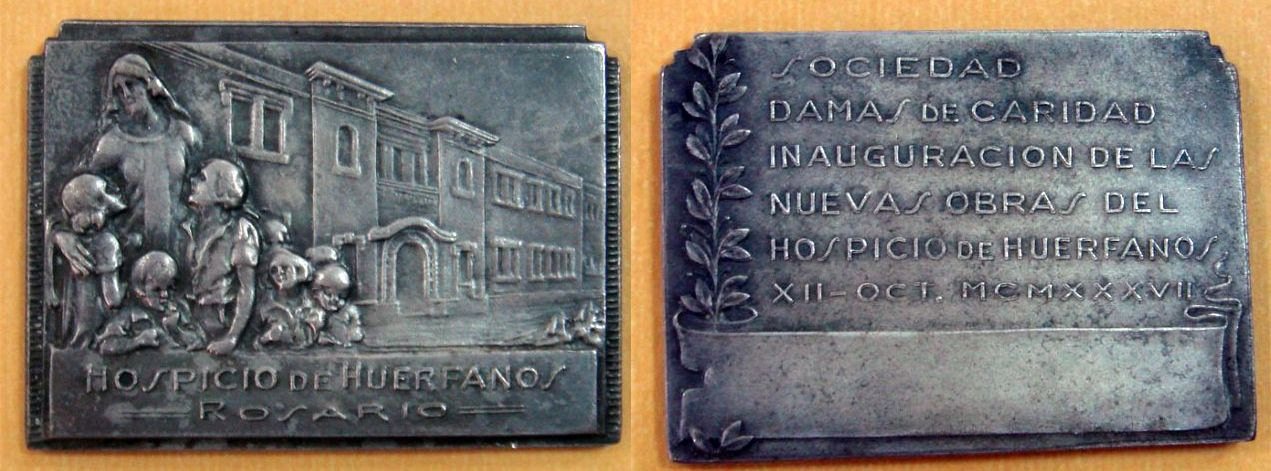 HOSPICIO DE HUERFANOS
ROSARIO
SOCIEDAD
DAMAS DE CARIDAD
INAUGURACION DE LAS
NUEVAS OBRAS DEL
HOSPICIO DE HUERFANOS
XII-OCT. MCMXXXVII